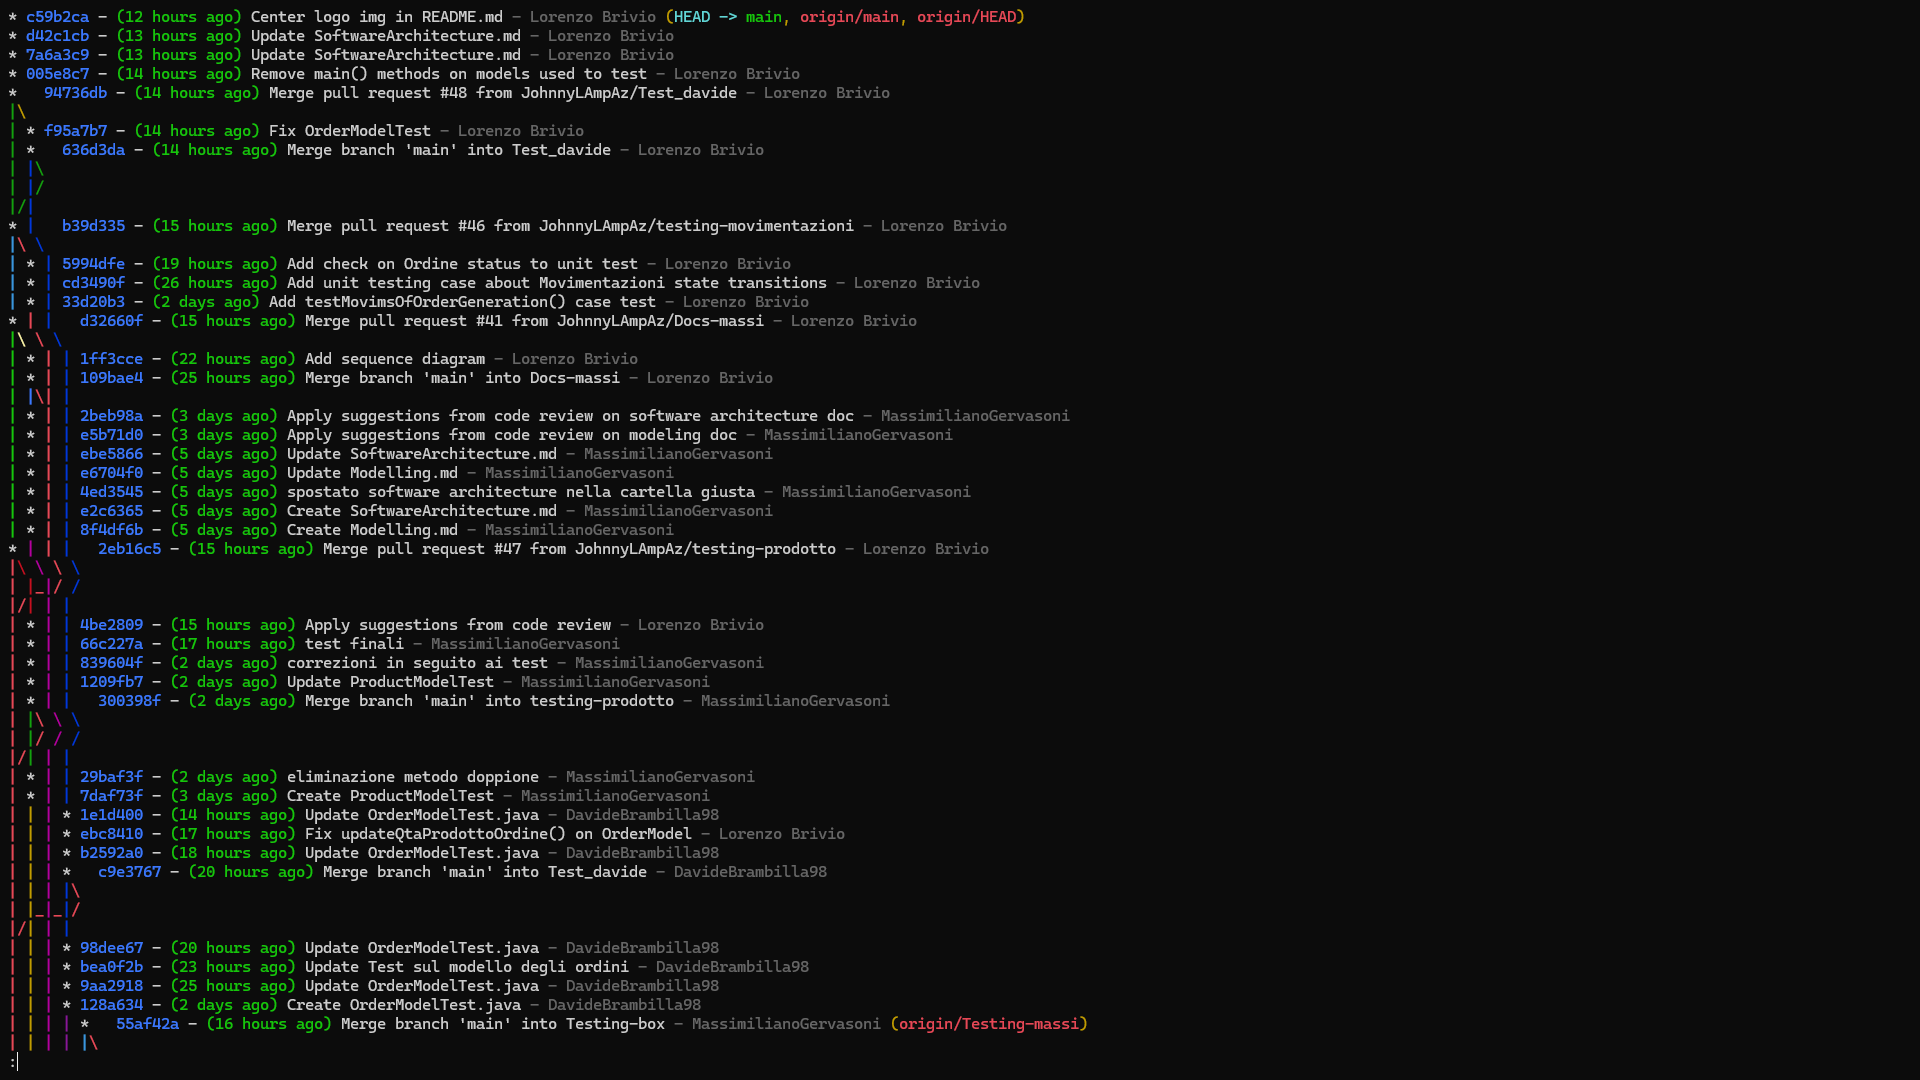 * c59b2ca - (12 hours ago) Center logo img in README.md - Lorenzo Brivio (HEAD -> main, origin/main, origin/HEAD)
* d42c1cb - (13 hours ago) Update SoftwareArchitecture.md - Lorenzo Brivio
* 7a6a3c9 - (13 hours ago) Update SoftwareArchitecture.md - Lorenzo Brivio
* 005e8c7 - (14 hours ago) Remove main() methods on models used to test - Lorenzo Brivio
*   94736db - (14 hours ago) Merge pull request #48 from JohnnyLAmpAz/Test_davide - Lorenzo Brivio
|\
| * f95a7b7 - (14 hours ago) Fix OrderModelTest - Lorenzo Brivio
| *   636d3da - (14 hours ago) Merge branch 'main' into Test_davide - Lorenzo Brivio
| |\
| |/
|/|
* |   b39d335 - (15 hours ago) Merge pull request #46 from JohnnyLAmpAz/testing-movimentazioni - Lorenzo Brivio
|\ \
| * | 5994dfe - (19 hours ago) Add check on Ordine status to unit test - Lorenzo Brivio
| * | cd3490f - (26 hours ago) Add unit testing case about Movimentazioni state transitions - Lorenzo Brivio
| * | 33d20b3 - (2 days ago) Add testMovimsOfOrderGeneration() case test - Lorenzo Brivio
* | |   d32660f - (15 hours ago) Merge pull request #41 from JohnnyLAmpAz/Docs-massi - Lorenzo Brivio
|\ \ \
| * | | 1ff3cce - (22 hours ago) Add sequence diagram - Lorenzo Brivio
| * | | 109bae4 - (25 hours ago) Merge branch 'main' into Docs-massi - Lorenzo Brivio
| |\| |
| * | | 2beb98a - (3 days ago) Apply suggestions from code review on software architecture doc - MassimilianoGervasoni
| * | | e5b71d0 - (3 days ago) Apply suggestions from code review on modeling doc - MassimilianoGervasoni
| * | | ebe5866 - (5 days ago) Update SoftwareArchitecture.md - MassimilianoGervasoni
| * | | e6704f0 - (5 days ago) Update Modelling.md - MassimilianoGervasoni
| * | | 4ed3545 - (5 days ago) spostato software architecture nella cartella giusta - MassimilianoGervasoni
| * | | e2c6365 - (5 days ago) Create SoftwareArchitecture.md - MassimilianoGervasoni
| * | | 8f4df6b - (5 days ago) Create Modelling.md - MassimilianoGervasoni
* | | |   2eb16c5 - (15 hours ago) Merge pull request #47 from JohnnyLAmpAz/testing-prodotto - Lorenzo Brivio
|\ \ \ \
| |_|/ /
|/| | |
| * | | 4be2809 - (15 hours ago) Apply suggestions from code review - Lorenzo Brivio
| * | | 66c227a - (17 hours ago) test finali - MassimilianoGervasoni
| * | | 839604f - (2 days ago) correzioni in seguito ai test - MassimilianoGervasoni
| * | | 1209fb7 - (2 days ago) Update ProductModelTest - MassimilianoGervasoni
| * | |   300398f - (2 days ago) Merge branch 'main' into testing-prodotto - MassimilianoGervasoni
| |\ \ \
| |/ / /
|/| | |
| * | | 29baf3f - (2 days ago) eliminazione metodo doppione - MassimilianoGervasoni
| * | | 7daf73f - (3 days ago) Create ProductModelTest - MassimilianoGervasoni
| | | * 1e1d400 - (14 hours ago) Update OrderModelTest.java - DavideBrambilla98
| | | * ebc8410 - (17 hours ago) Fix updateQtaProdottoOrdine() on OrderModel - Lorenzo Brivio
| | | * b2592a0 - (18 hours ago) Update OrderModelTest.java - DavideBrambilla98
| | | *   c9e3767 - (20 hours ago) Merge branch 'main' into Test_davide - DavideBrambilla98
| | | |\
| |_|_|/
|/| | |
| | | * 98dee67 - (20 hours ago) Update OrderModelTest.java - DavideBrambilla98
| | | * bea0f2b - (23 hours ago) Update Test sul modello degli ordini - DavideBrambilla98
| | | * 9aa2918 - (25 hours ago) Update OrderModelTest.java - DavideBrambilla98
| | | * 128a634 - (2 days ago) Create OrderModelTest.java - DavideBrambilla98
| | | | *   55af42a - (16 hours ago) Merge branch 'main' into Testing-box - MassimilianoGervasoni (origin/Testing-massi)
| | | | |\
: